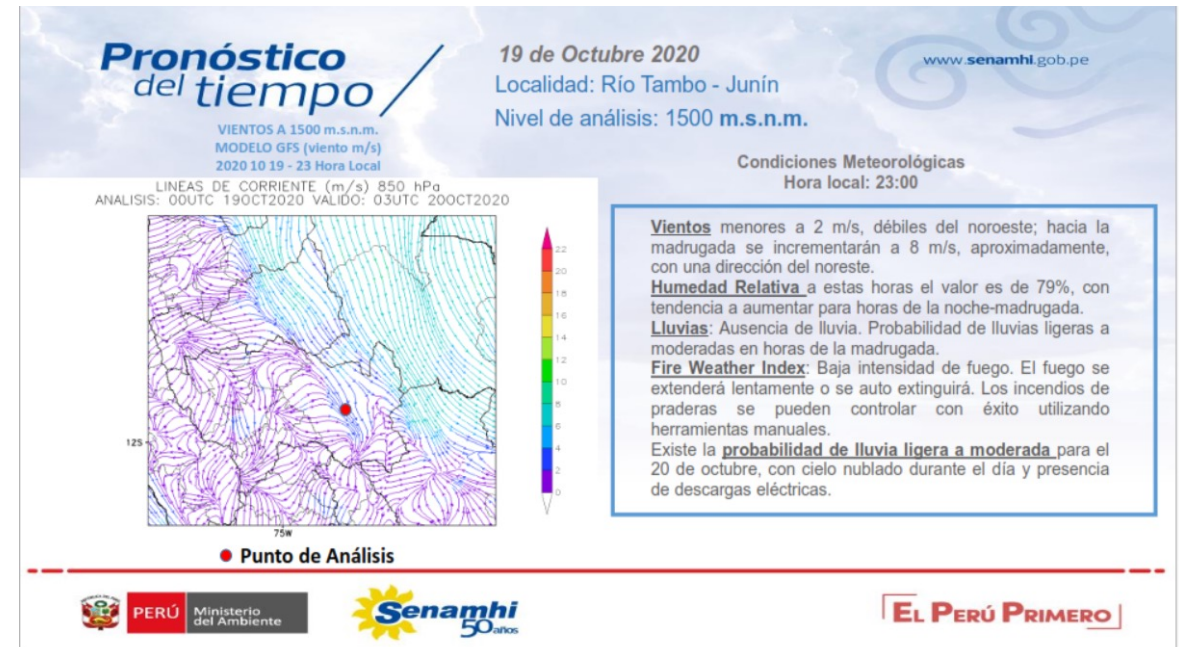 Pronóstico
del tiempo
19 de Octubre 2020
Localidad: Río Tambo - Junín
Nivel de análisis: 1500 m.s.n.m.
www.senamhi.gob.pe
VIENTOS A 1500 m.s.n.m.
MODELO GFS (viento m/s)
2020 10 19 - 23 Hora Local
LINEAS DE CORRIENTE (m/s) 850 hPa
ANALISIS: 00UTC 19OCT2020 VALIDO: 03UTC 20OCT2020
22
20
18
16
14
12
10
8
6
4
2
0
12S
75W
Punto de Análisis
Condiciones Meteorológicas
Hora local: 23:00
Vientos menores a 2 m/s, débiles del noroeste; hacia la
madrugada se incrementarán a 8 m/s, aproximadamente,
con una dirección del noreste.
Humedad Relativa a estas horas el valor es de 79%, con
tendencia a aumentar para horas de la noche-madrugada.
Lluvias: Ausencia de lluvia. Probabilidad de lluvias ligeras a
moderadas en horas de la madrugada.
Fire Weather Index: Baja intensidad de fuego. El fuego se
extenderá lentamente o se auto extinguirá. Los incendios de
praderas se pueden controlar con éxito utilizando
herramientas manuales.
Existe la probabilidad de lluvia ligera a moderada para el
20 de octubre, con cielo nublado durante el día y presencia
de descargas eléctricas.
PERÚ
Ministerio
del Ambiente
Senamhi
50 años
EL PERÚ PRIMERO